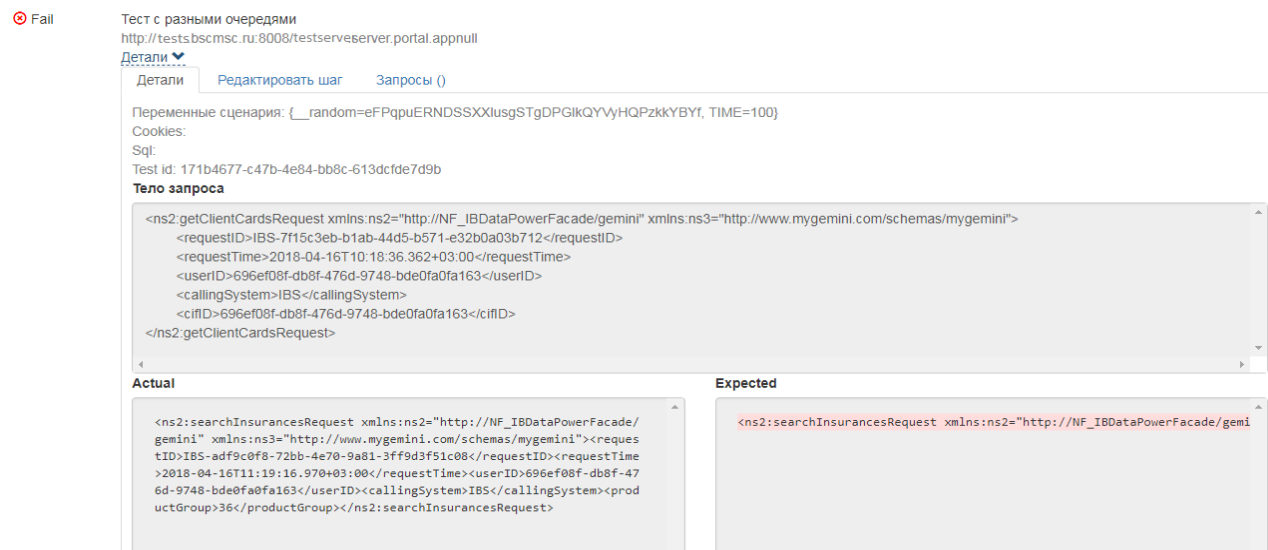 Fail
Тест с разными очередями
http://tests.bscmsc.ru:8008/testserveserver.portal.appnull
Детали
Детали Редактировать шаг Запросы ()
Переменные сценария: {__random=eFPqpuERNDSSXXIusgSTgDPGlkQYVyHQPzkkYBYf, TIME=100}
Cookies:
Sql:
Test id: 171b4677-c47b-4e84-bb8c-613dcfde7d9b
Тело запроса
<ns2:getClientCardsRequest xmlns:ns2="http://NF_IBDataPowerFacade/gemini" xmlns:ns3="http://www.mygemini.com/schemas/mygemini">
<requestID>IBS-7f15c3eb-b1ab-44d5-b571-e32b0a03b712</requestID>
<requestTime>2018-04-16T10:18:36.362+03:00</requestTime>
<userID>696ef08f-db8f-476d-9748-bde0fa0fa163</userID>
<callingSystem>IBS</callingSystem>
<cifID>696ef08f-db8f-476d-9748-bde0fa0fa163</cifID>
</ns2:getClientCardsRequest>
Actual
<ns2:searchInsurancesRequest xmlns:ns2="http://NF_IBDataPowerFacade/
gemini" xmlns:ns3="http://www.mygemini.com/schemas/mygemini"><reques
tID>IBS-adf9c0f8-72bb-4e70-9a81-3ff9d3f51c08</requestID><requestTime
>2018-04-16T11:19:16.970+03:00</requestTime><userID>696ef08f-db8f-47
6d-9748-bde0fa0fa163</userID><callingSystem>IBS</callingSystem><prod
uctGroup>36</productGroup></ns2:searchInsurancesRequest>
Expected
<ns2:searchInsurancesRequest xmlns:ns2="http://NF_IBDataPowerFacade/gemi